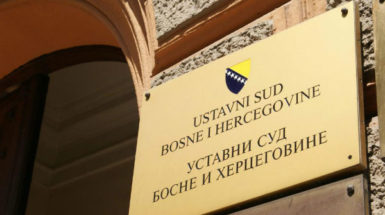 USTAVNI SUD
BOSNE I HERCEGOVINE
УСТАВНИ СУД
БОСНЕ И ХЕРЦЕГОВИНЕ